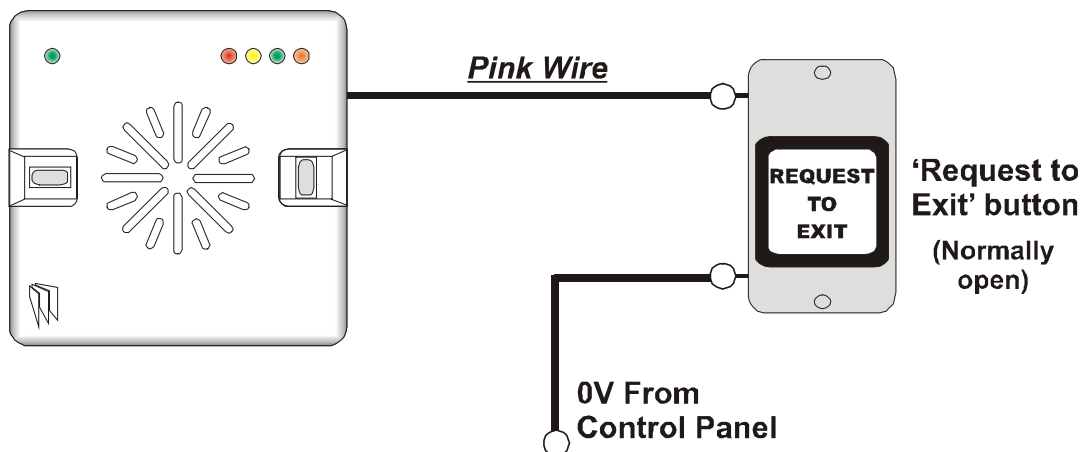 Pink Wire
REQUEST
TO
EXIT
‘Request to
Exit’ button
(Normally
open)
0V From
Control Panel